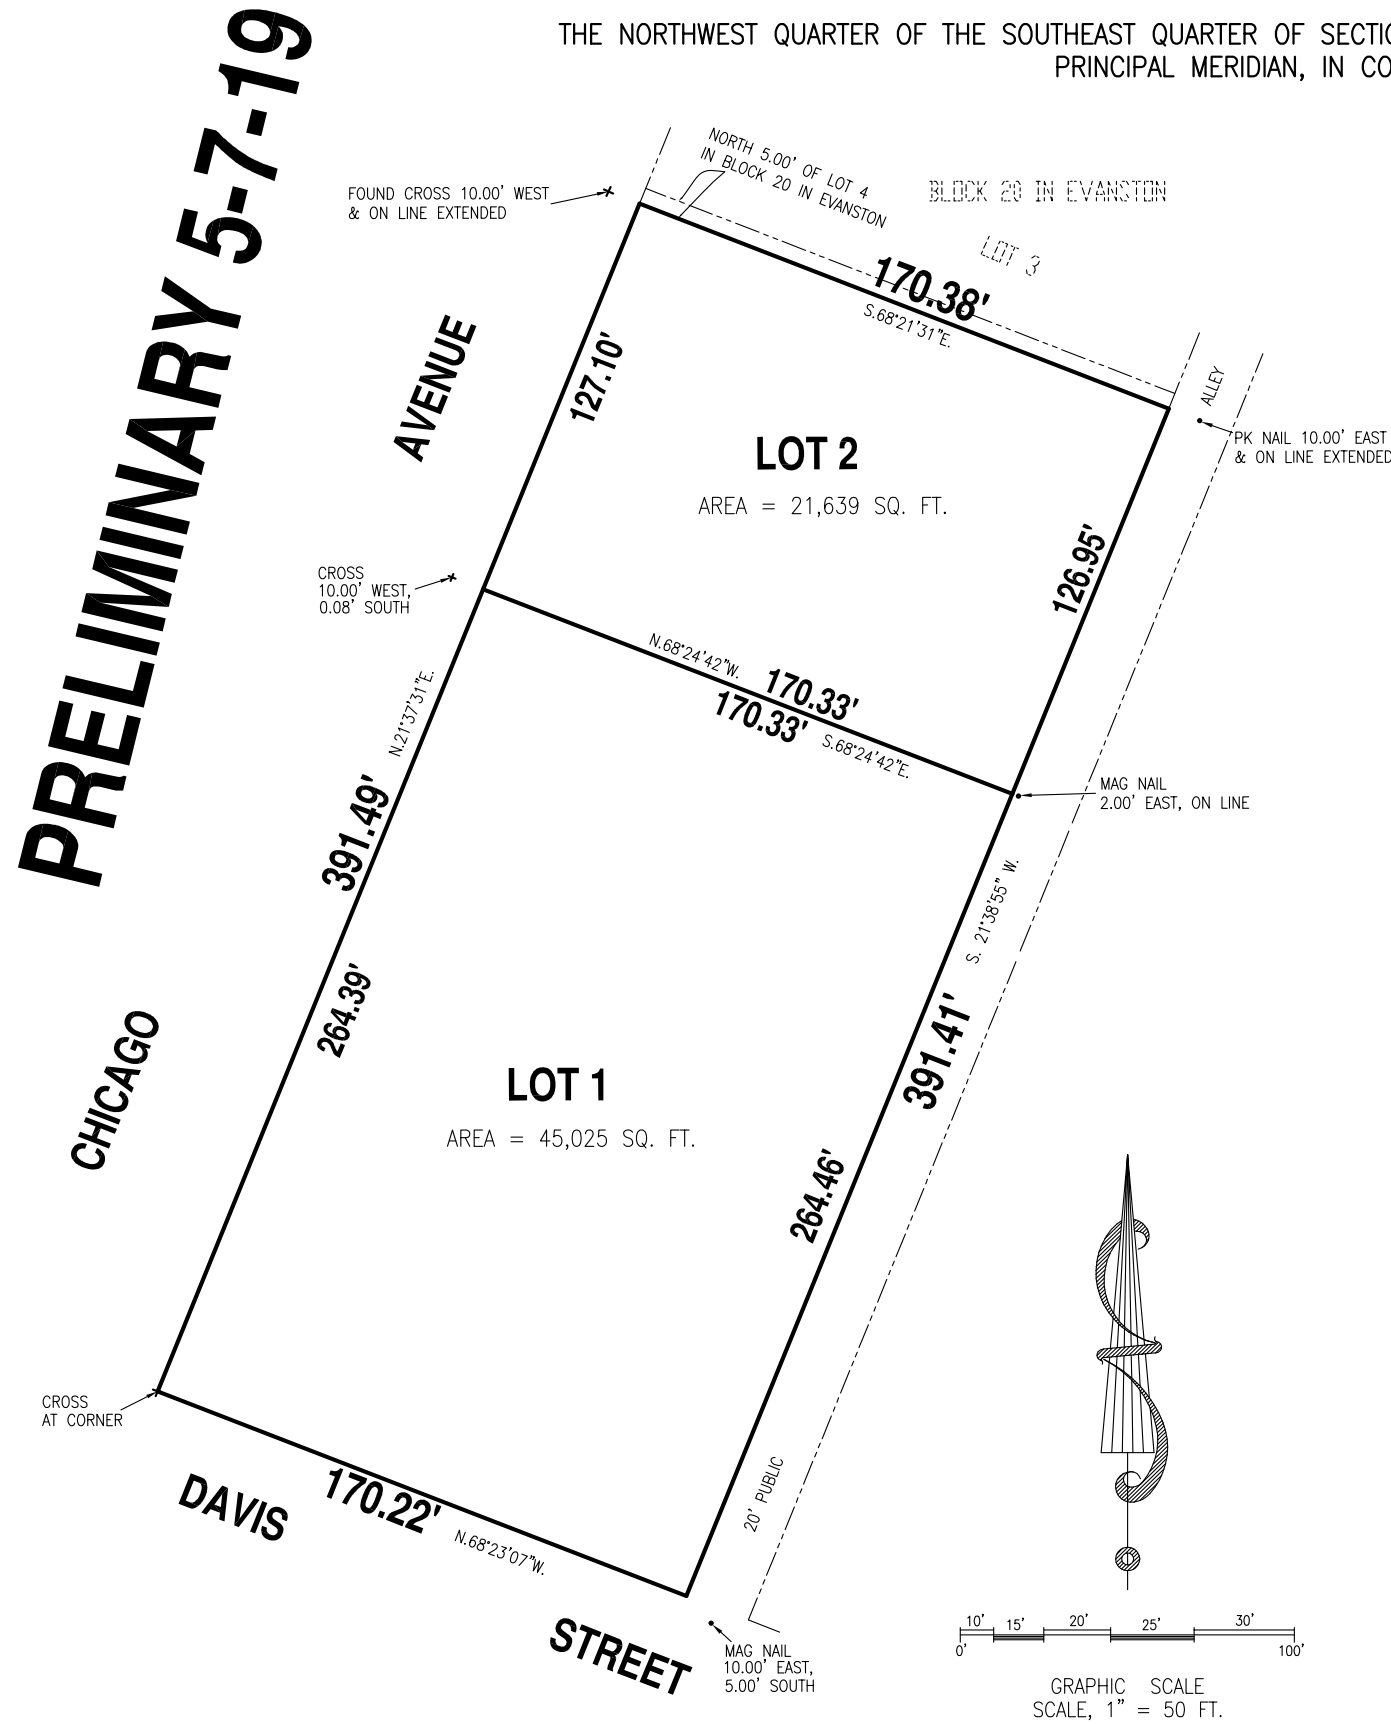 THE NORTHWEST QUARTER OF THE SOUTHEAST QUARTER OF
PRINCIPAL MERIDIAN, IN
PRELIMINARY 5-7-19
NORTH 5.00' OF LOT 4
IN BLOCK 20 IN EVANSTON
BLOCK 20 IN EVANSTON
LOT 3
FOUND CROSS 10.00' WEST
& ON LINE EXTENDED
170.38'
S.68°21'31"E.
AVENUE
127.10'
ALLEY
PK NAIL 10.00' EAST
& ON LINE EXTENDED
LOT 2
AREA = 21,639 SQ. FT.
126.95'
CROSS
10.00' WEST,
0.08' SOUTH
N.68°24'42"W.
170.33'
170.33'
S.68°24'42"E.
N.21°37'31"E.
391.49'
MAG NAIL
2.00' EAST, ON LINE
S. 21°38'55" W.
391.41'
264.39'
CHICAGO
LOT 1
AREA = 45,025 SQ. FT.
264.46'
CROSS
AT CORNER
DAVIS
170.22'
N.68°23'07"W.
20' PUBLIC
STREET
MAG NAIL
10.00' EAST,
5.00' SOUTH
10' 15' 20' 25' 30'
0' 100'
GRAPHIC SCALE
SCALE, 1" = 50 FT.